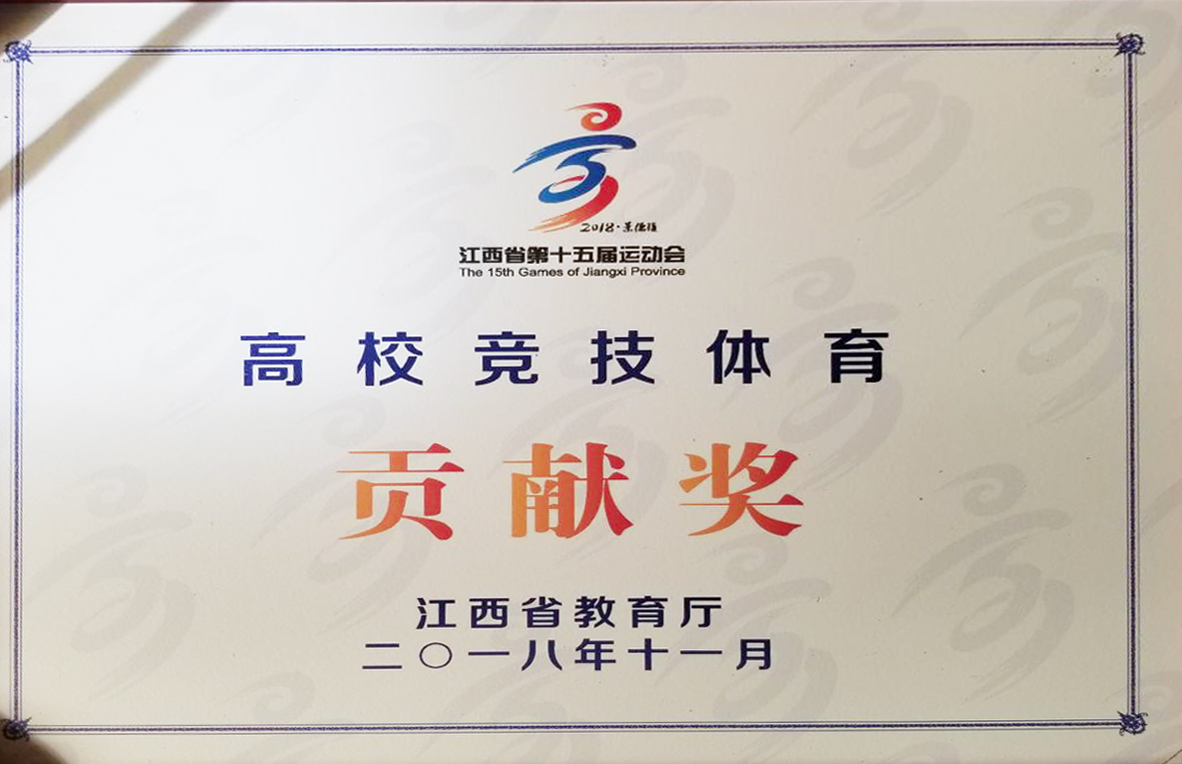 2018·景德镇
江西省第十五届运动会
The 15th Games of Jiangxi Province
高校竞技体育
贡献奖
江西省教育厅
二〇一八年十一月